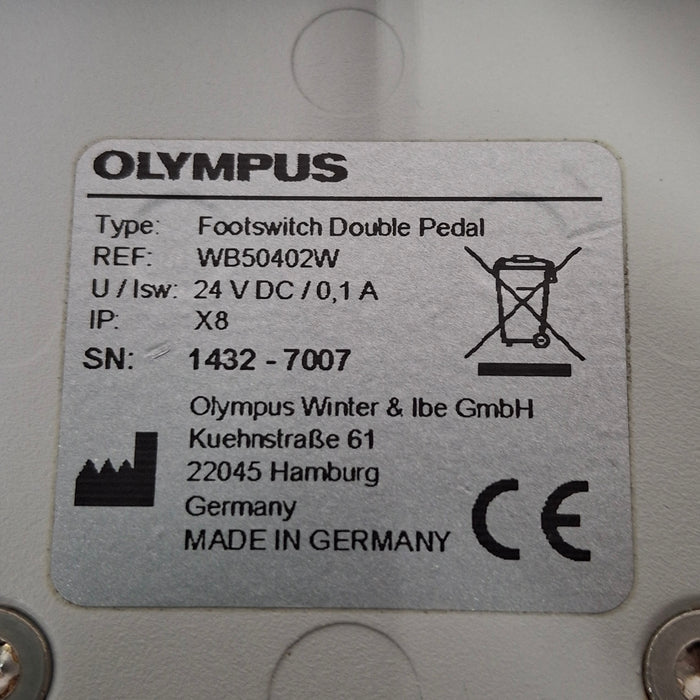 OLYMPUS
Type: Footswitch Double Pedal
REF: WB50402W
U / Isw: 24 V DC / 0,1 A
IP: X8
SN: 1432 - 7007
Olympus Winter & Ibe GmbH
Kuehnstraße 61
22045 Hamburg
Germany
MADE IN GERMANY
CE